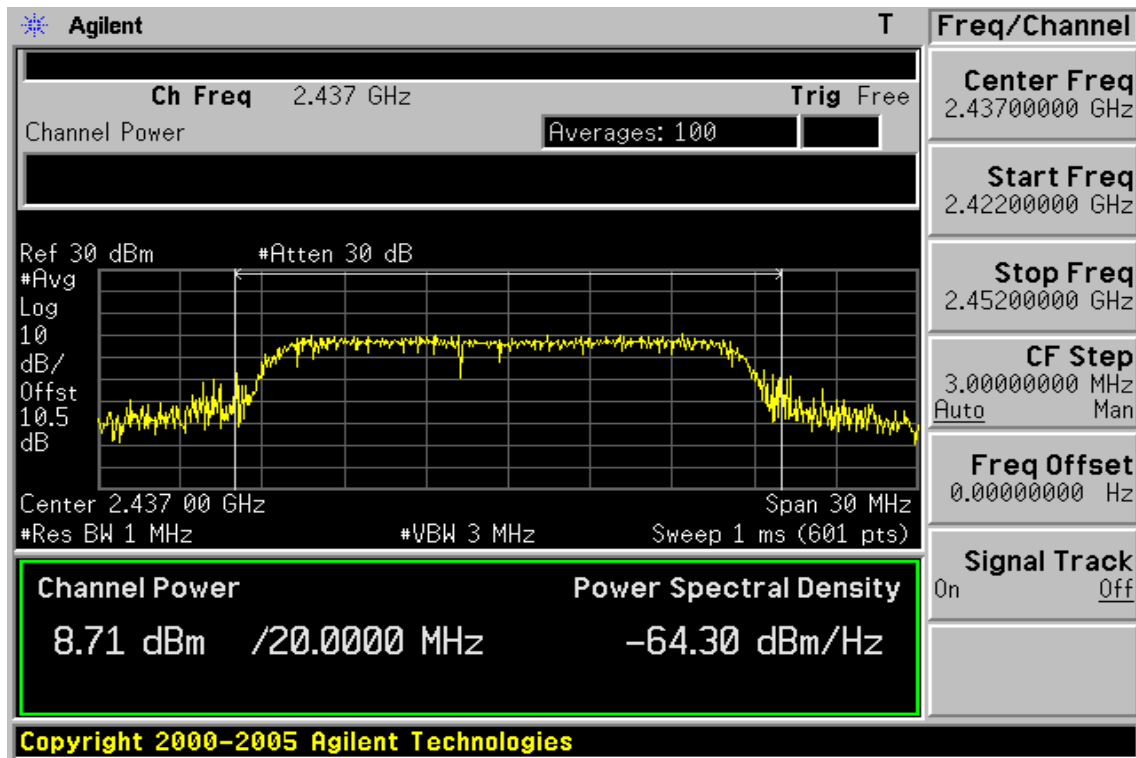 Agilent T
Ch Freq 2.437 GHz Trig Free
Channel Power Averages: 100
Ref 30 dBm #Atten 30 dB
#Avg
Log
10
dB/
Offst
10.5
dB
Center 2.437 00 GHz Span 30 MHz
#Res BW 1 MHz #VBW 3 MHz Sweep 1 ms (601 pts)
Channel Power Power Spectral Density
8.71 dBm /20.0000 MHz -64.30 dBm/Hz
Copyright 2000-2005 Agilent Technologies
Freq/Channel
Center Freq
2.43700000 GHz
Start Freq
2.42200000 GHz
Stop Freq
2.45200000 GHz
CF Step
3.00000000 MHz
Auto Man
Freq Offset
0.00000000 Hz
Signal Track
On Off